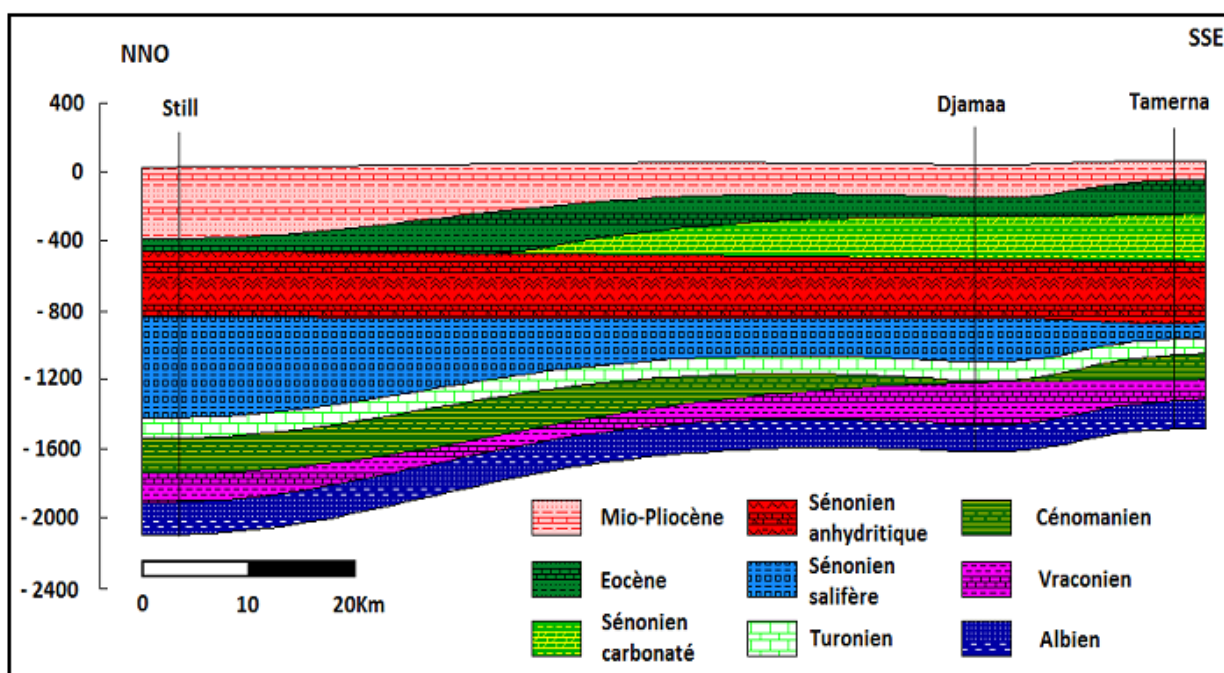 NNO
SSE
Still
Djamaa
Tamerna
400
0
- 400
- 800
- 1200
- 1600
- 2000
- 2400
0
10
20Km
Mio-Pliocène
Eocène
Sénonien
carbonaté
Sénonien
anhydritique
Sénonien
salifère
Turonien
Cénomanien
Vraconien
Albien